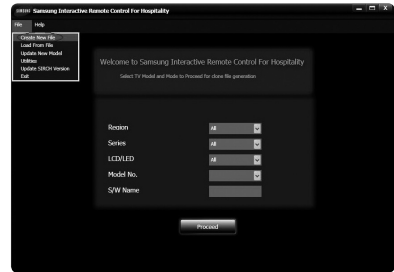 SAMSUNG Samsung Interactive Remote Control For Hospitality
File Help
Create New File
Load From File
Update New Model
Utilities
Update SIRCH Version
Exit
Welcome to Samsung Interactive Remote Control For Hospitality
Select TV Model and Mode to Proceed for clone file generation
Region All
Series All
LCD/LED All
Model No.
S/W Name
Proceed